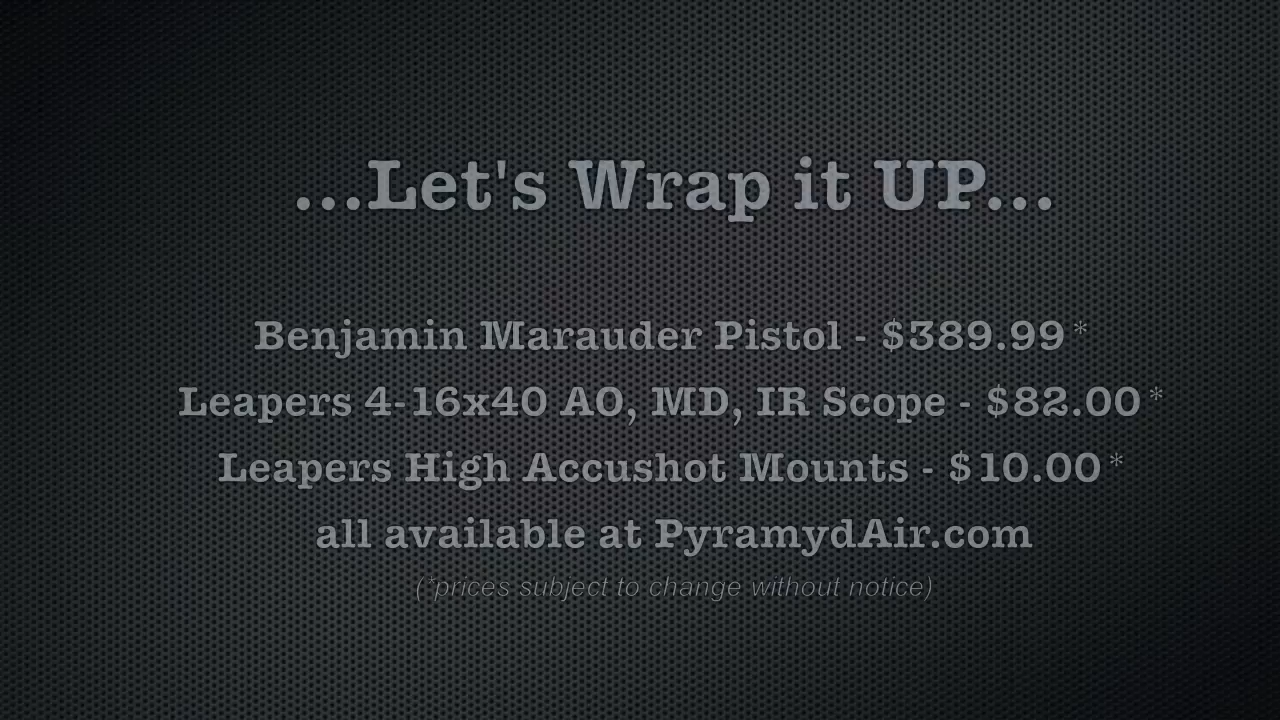 ...Let's Wrap it UP...
Benjamin Marauder Pistol - $389.99*
Leapers 4-16x40 AO, MD, IR Scope - $82.00*
Leapers High Accushot Mounts - $10.00*
all available at PyramydAir.com
(*prices subject to change without notice)